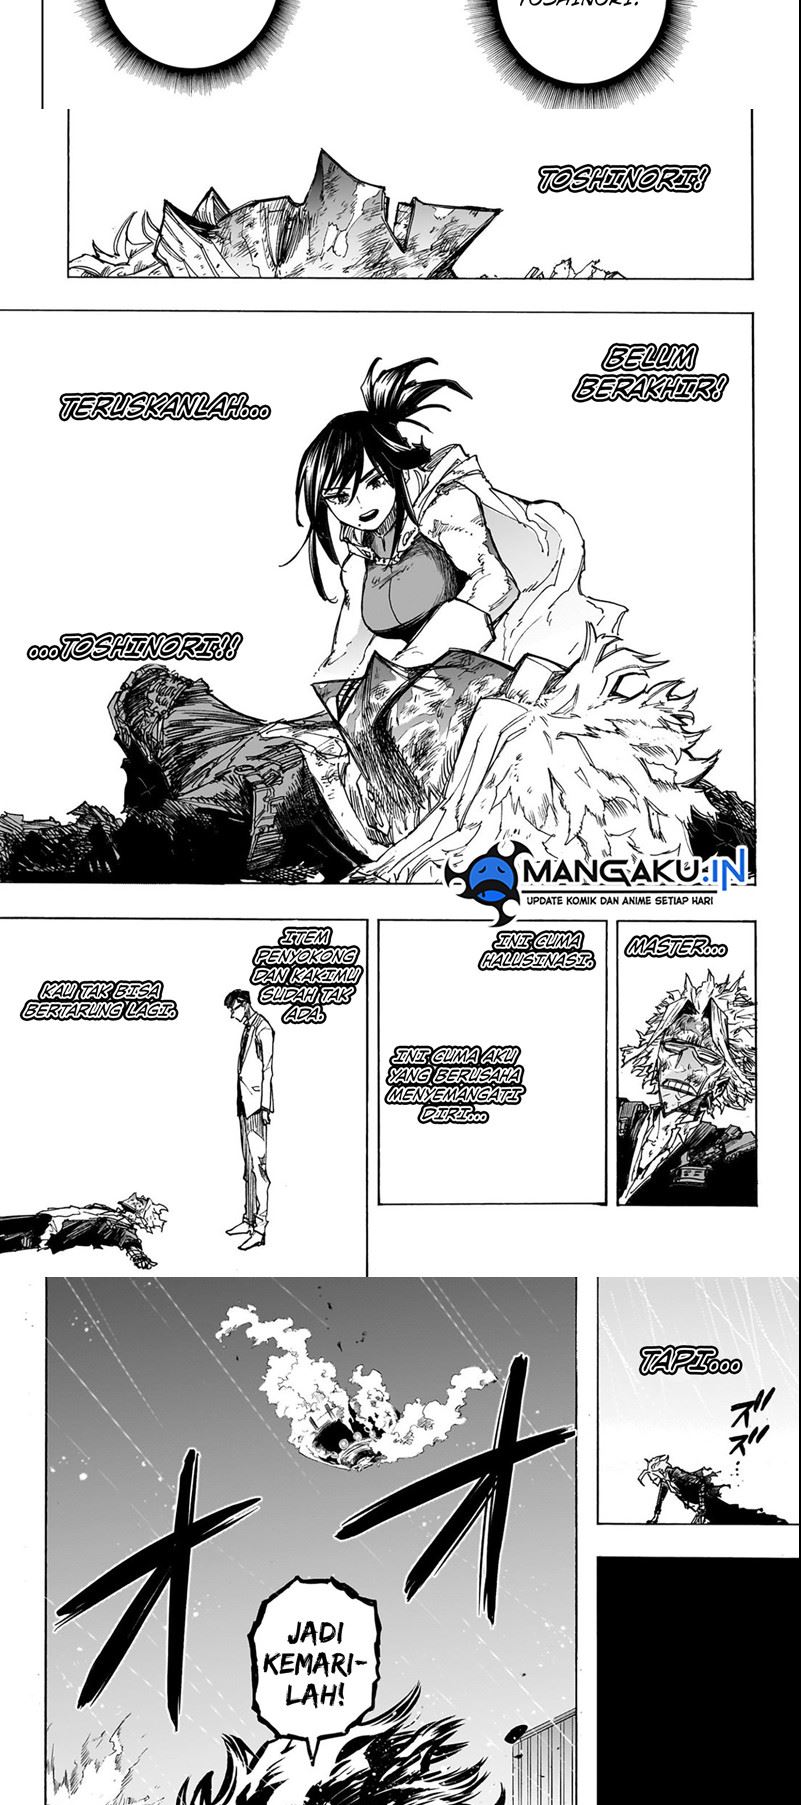 TOSHINORI!
TOSHINORI!
BELUM
BERAKHIR!
TERUSKANLAH...
...TOSHINORI!!
MANGAKU.IN
UPDATE KOMIK DAN ANIME SETIAP HARI
MASTER...
INI CUMA
HALUSINASI.
INI CUMA AKU
YANG BERUSAHA
MENYEMANGATI
DIRI...
ITEM
PENYOKONG
DAN KAKIMU
SUDAH TAK
ADA.
KAU TAK BISA
BERTARUNG LAGI.
TAPI...
ズ
ズ
オ
オ
JADI
KEMARI-
LAH!